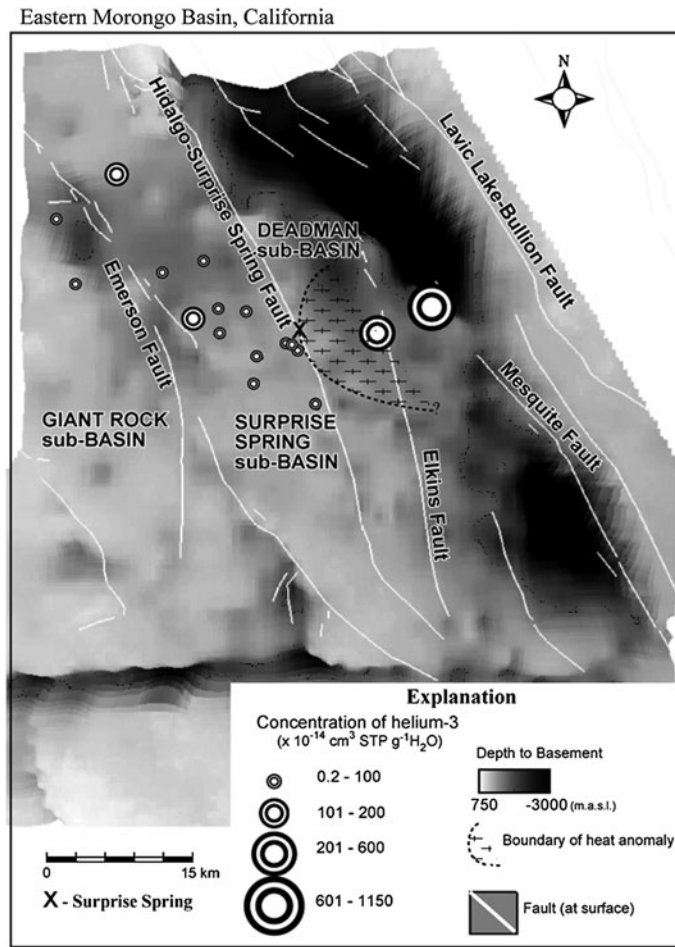 Eastern Morongo Basin, California
N
Hidalgo-Surprise Spring Fault
Lavic Lake-Bullion Fault
DEADMAN
sub-BASIN
Emerson Fault
X
Mesquite Fault
GIANT ROCK
sub-BASIN
SURPRISE
SPRING
sub-BASIN
Elkins Fault
?
Explanation
Concentration of helium-3
(x 10⁻¹⁴ cm³ STP g⁻¹H₂O)
0.2 - 100
101 - 200
201 - 600
601 - 1150
Depth to Basement
750 -3000 (m.a.s.l.)
Boundary of heat anomaly
Fault (at surface)
0 15 km
X - Surprise Spring